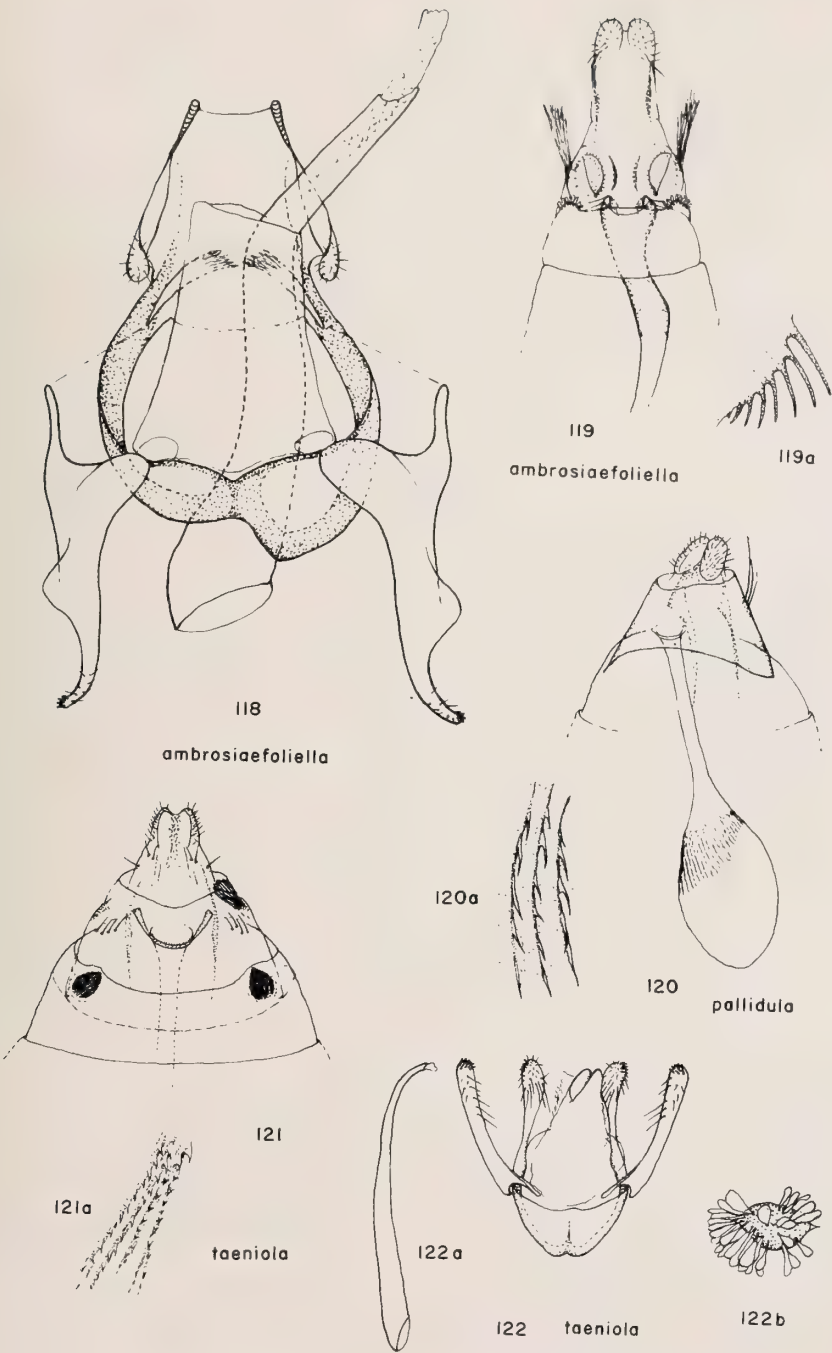 118
ambrosiaefoliella
119
ambrosiaefoliella
119a
120a
120
pallidula
121
121a
taeniola
122a
122 taeniola
122b